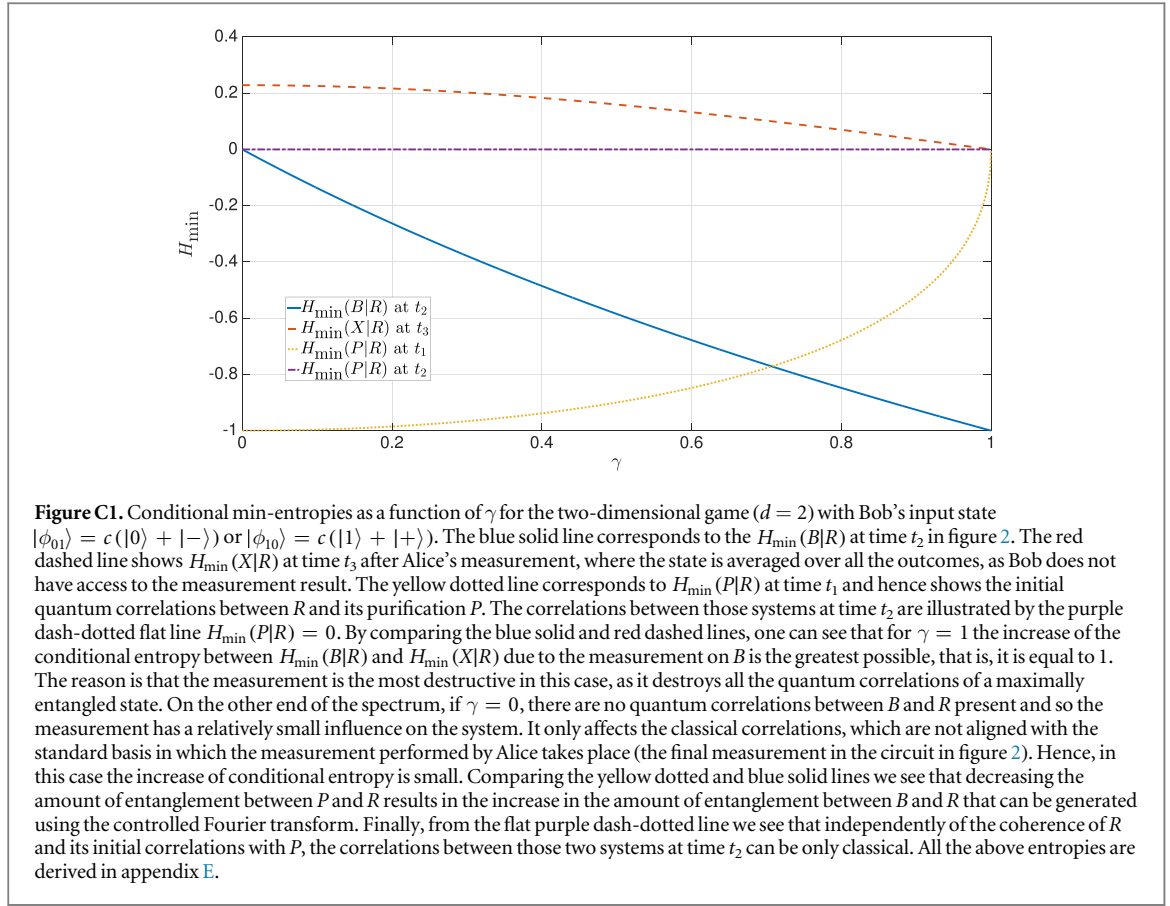 0.4
0.2
0
-0.2
-0.4
-0.6
-0.8
-1
H_min
H_min(B|R) at t_2
H_min(X|R) at t_3
H_min(P|R) at t_1
H_min(P|R) at t_2
0 0.2 0.4 0.6 0.8 1
γ
Figure C1. Conditional min-entropies as a function of γ for the two-dimensional game (d = 2) with Bob's input state
|ϕ₀₁⟩ = c (|0⟩ + |−⟩) or |ϕ₁₀⟩ = c (|1⟩ + |+⟩). The blue solid line corresponds to the H_min (B|R) at time t₂ in figure 2. The red
dashed line shows H_min (X|R) at time t₃ after Alice's measurement, where the state is averaged over all the outcomes, as Bob does not
have access to the measurement result. The yellow dotted line corresponds to H_min (P|R) at time t₁ and hence shows the initial
quantum correlations between R and its purification P. The correlations between those systems at time t₂ are illustrated by the purple
dash-dotted flat line H_min (P|R) = 0. By comparing the blue solid and red dashed lines, one can see that for γ = 1 the increase of the
conditional entropy between H_min (B|R) and H_min (X|R) due to the measurement on B is the greatest possible, that is, it is equal to 1.
The reason is that the measurement is the most destructive in this case, as it destroys all the quantum correlations of a maximally
entangled state. On the other end of the spectrum, if γ = 0, there are no quantum correlations between B and R present and so the
measurement has a relatively small influence on the system. It only affects the classical correlations, which are not aligned with the
standard basis in which the measurement performed by Alice takes place (the final measurement in the circuit in figure 2). Hence, in
this case the increase of conditional entropy is small. Comparing the yellow dotted and blue solid lines we see that decreasing the
amount of entanglement between P and R results in the increase in the amount of entanglement between B and R that can be generated
using the controlled Fourier transform. Finally, from the flat purple dash-dotted line we see that independently of the coherence of R
and its initial correlations with P, the correlations between those two systems at time t₂ can be only classical. All the above entropies are
derived in appendix E.